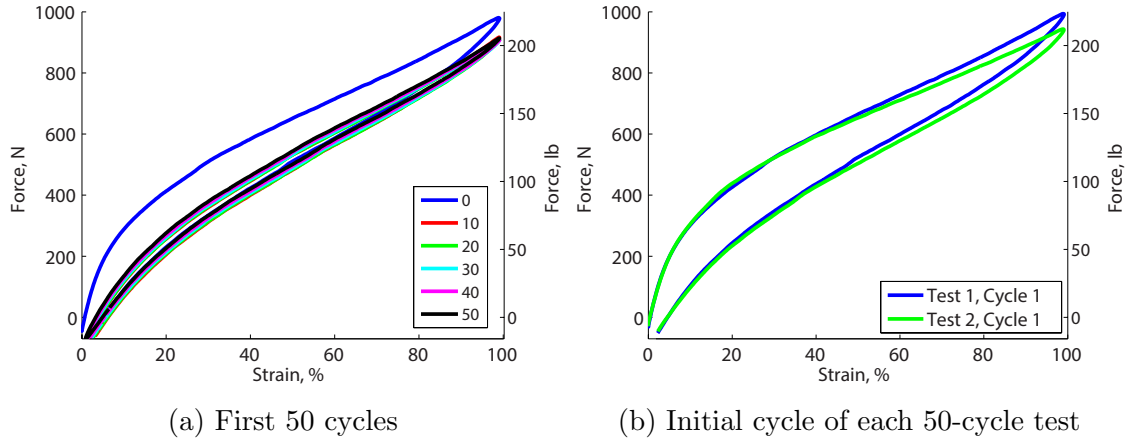 1000
800
600
400
200
0
Force, N
200
150
100
50
0
Force, lb
0
10
20
30
40
50
0 20 40 60 80 100
Strain, %
(a) First 50 cycles
1000
800
600
400
200
0
Force, N
200
150
100
50
0
Force, lb
Test 1, Cycle 1
Test 2, Cycle 1
0 20 40 60 80 100
Strain, %
(b) Initial cycle of each 50-cycle test